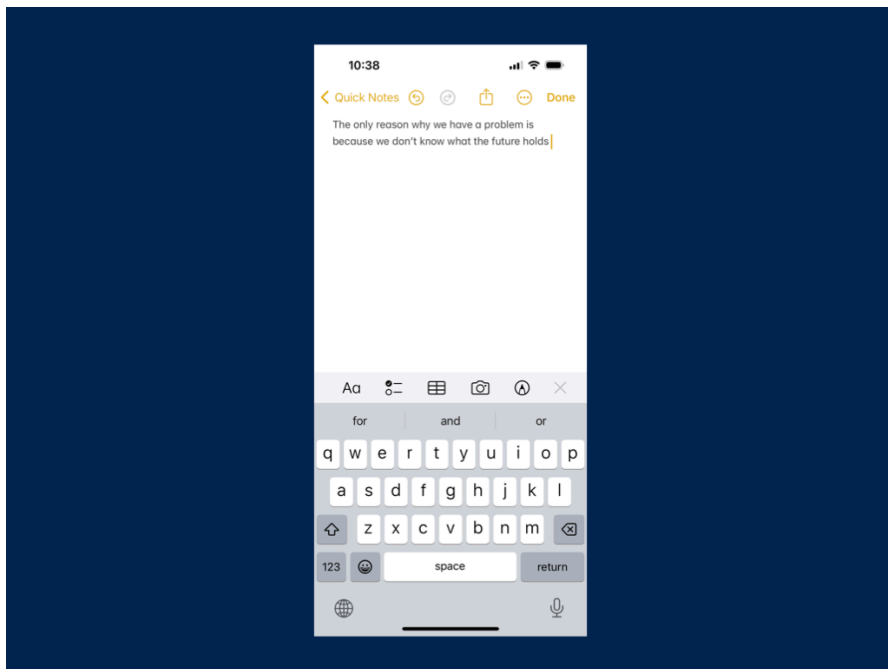 10:38
Quick Notes Done
The only reason why we have a problem is
because we don't know what the future holds
Aa
for and or
q w e r t y u i o p
a s d f g h j k l
z x c v b n m
123 space return